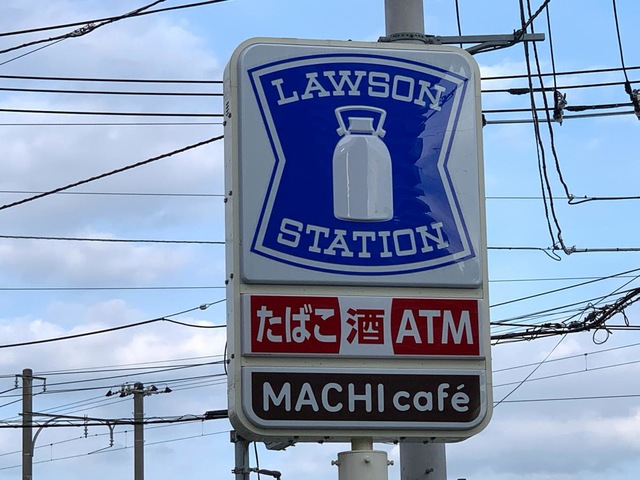 LAWSON
STATION
たばこ 酒 ATM
MACHI café